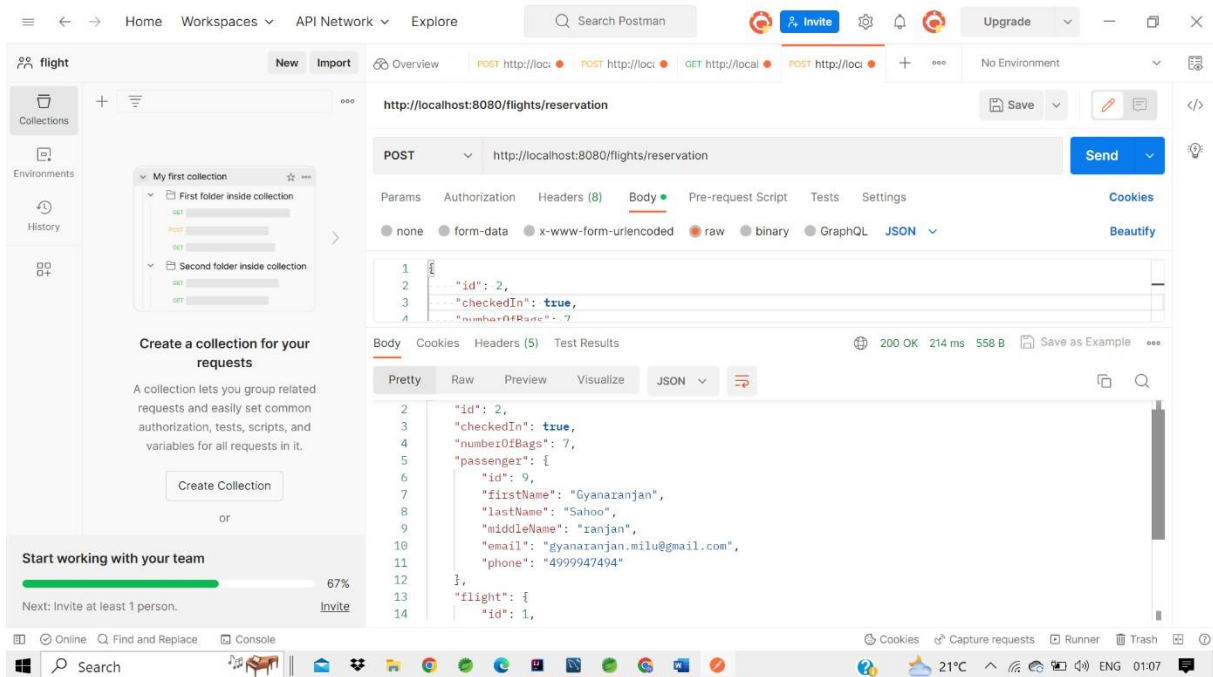 Home Workspaces API Network Explore Search Postman Invite Upgrade
flight New Import Overview POST http://loc POST http://loc GET http://local POST http://loc No Environment
Collections
Environments
History
My first collection
First folder inside collection
GET
POST
GET
Second folder inside collection
GET
GET
Create a collection for your
requests
A collection lets you group related
requests and easily set common
authorization, tests, scripts, and
variables for all requests in it.
Create Collection
or
Start working with your team
67%
Next: Invite at least 1 person. Invite
http://localhost:8080/flights/reservation Save
POST http://localhost:8080/flights/reservation Send
Params Authorization Headers (8) Body Pre-request Script Tests Settings Cookies
none form-data x-www-form-urlencoded raw binary GraphQL JSON Beautify
1 {
2 "id": 2,
3 "checkedIn": true,
4 "numberOfBags": 7
Body Cookies Headers (5) Test Results 200 OK 214 ms 558 B Save as Example
Pretty Raw Preview Visualize JSON
2 "id": 2,
3 "checkedIn": true,
4 "numberOfBags": 7,
5 "passenger": {
6 "id": 9,
7 "firstName": "Gyanaranjan",
8 "lastName": "Sahoo",
9 "middleName": "ranjan",
10 "email": "gyanaranjan.milu@gmail.com",
11 "phone": "4999947494"
12 },
13 "flight": {
14 "id": 1,
Online Find and Replace Console Cookies Capture requests Runner Trash
Search 21°C ENG 01:07